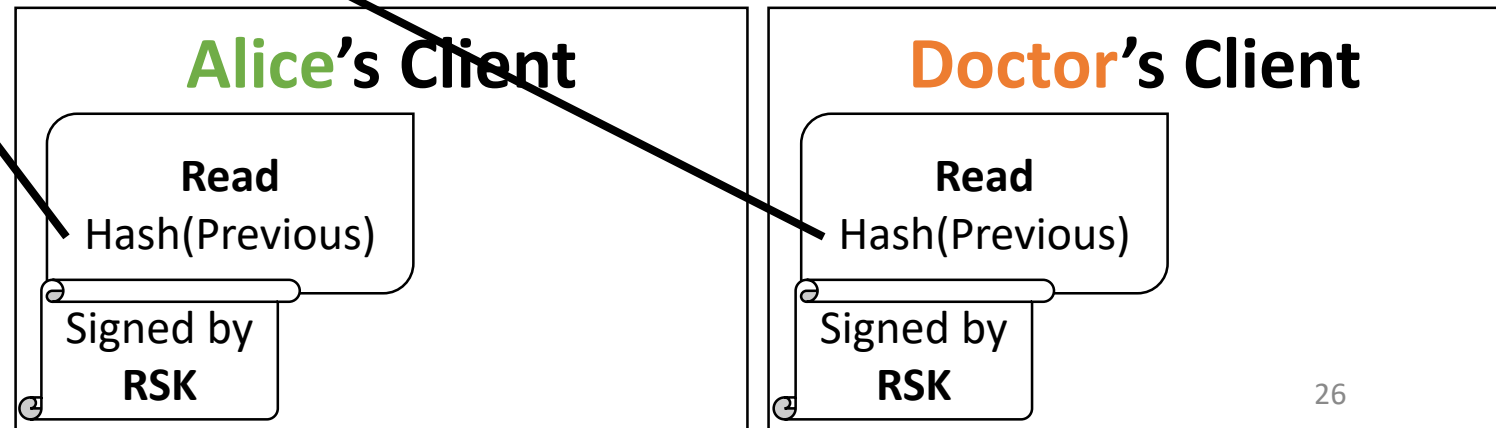 Alice's Client
Read
Hash(Previous)
Signed by
RSK
Doctor's Client
Read
Hash(Previous)
Signed by
RSK
26